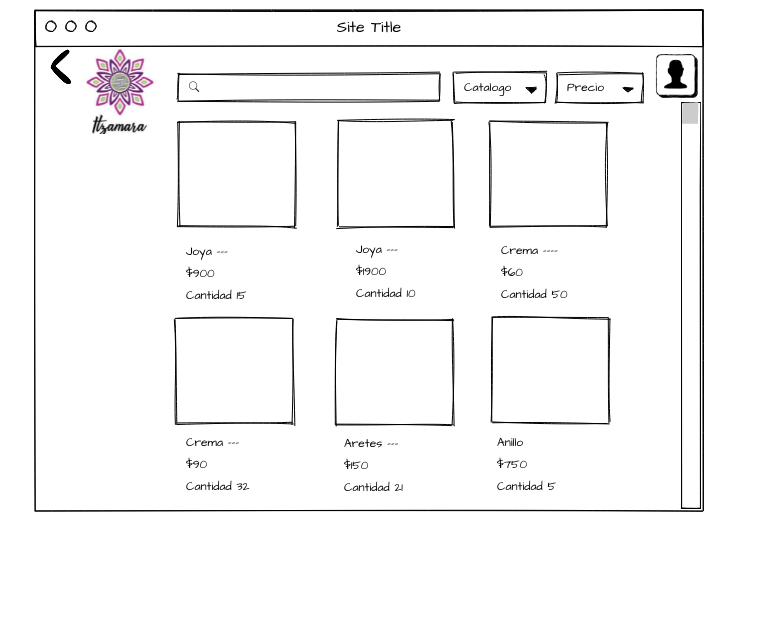 Site Title
Itzamara
Catalogo
Precio
Joya ---
$900
Cantidad 15
Joya ---
$1900
Cantidad 10
Crema ----
$60
Cantidad 50
Crema ---
$90
Cantidad 32
Aretes ---
$150
Cantidad 21
Anillo
$750
Cantidad 5